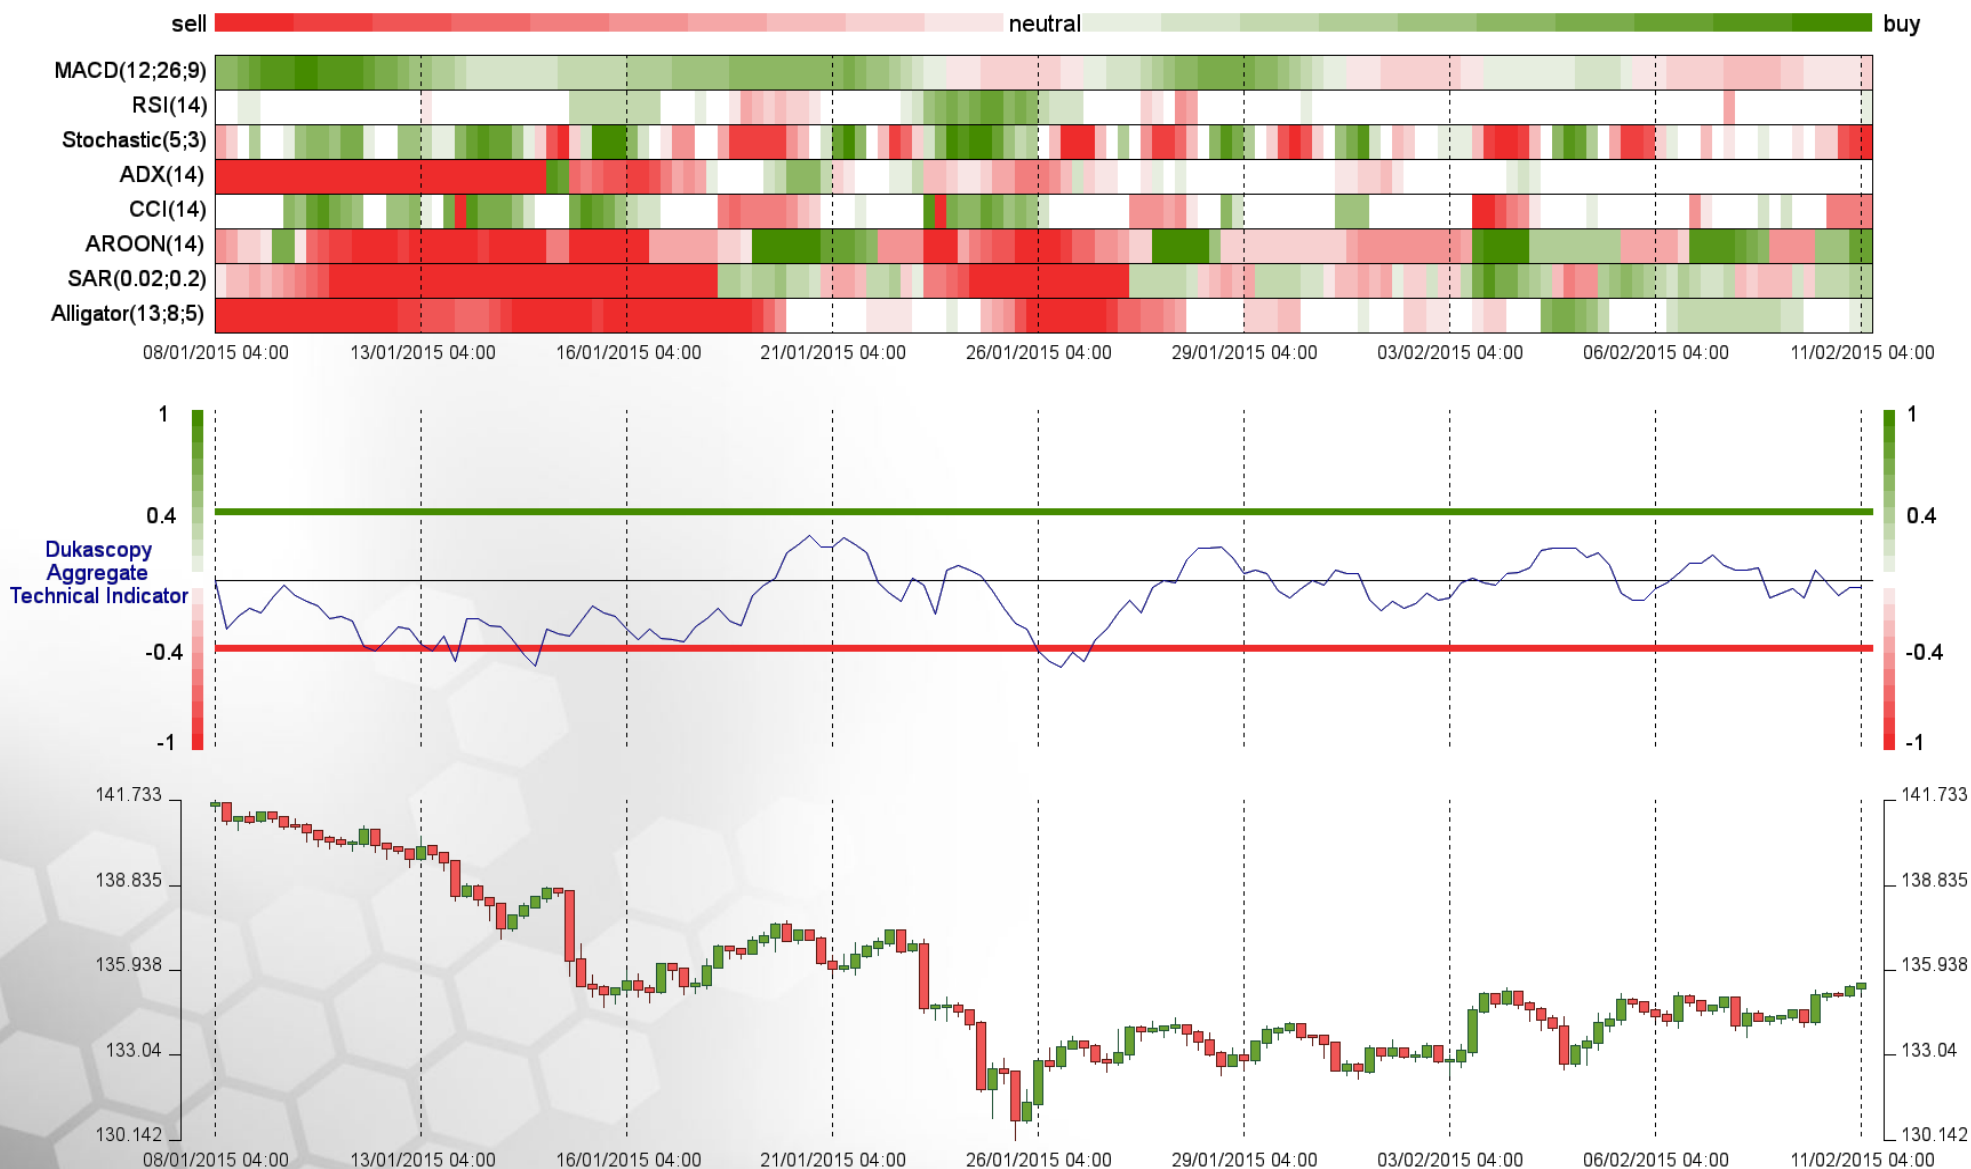 sell neutral buy
MACD(12;26;9)
RSI(14)
Stochastic(5;3)
ADX(14)
CCI(14)
AROON(14)
SAR(0.02;0.2)
Alligator(13;8;5)
08/01/2015 04:00 13/01/2015 04:00 16/01/2015 04:00 21/01/2015 04:00 26/01/2015 04:00 29/01/2015 04:00 03/02/2015 04:00 06/02/2015 04:00 11/02/2015 04:00
1 1
0.4 0.4
Dukascopy
Aggregate
Technical Indicator
-0.4 -0.4
-1 -1
141.733 141.733
138.835 138.835
135.938 135.938
133.04 133.04
130.142 130.142
08/01/2015 04:00 13/01/2015 04:00 16/01/2015 04:00 21/01/2015 04:00 26/01/2015 04:00 29/01/2015 04:00 03/02/2015 04:00 06/02/2015 04:00 11/02/2015 04:00